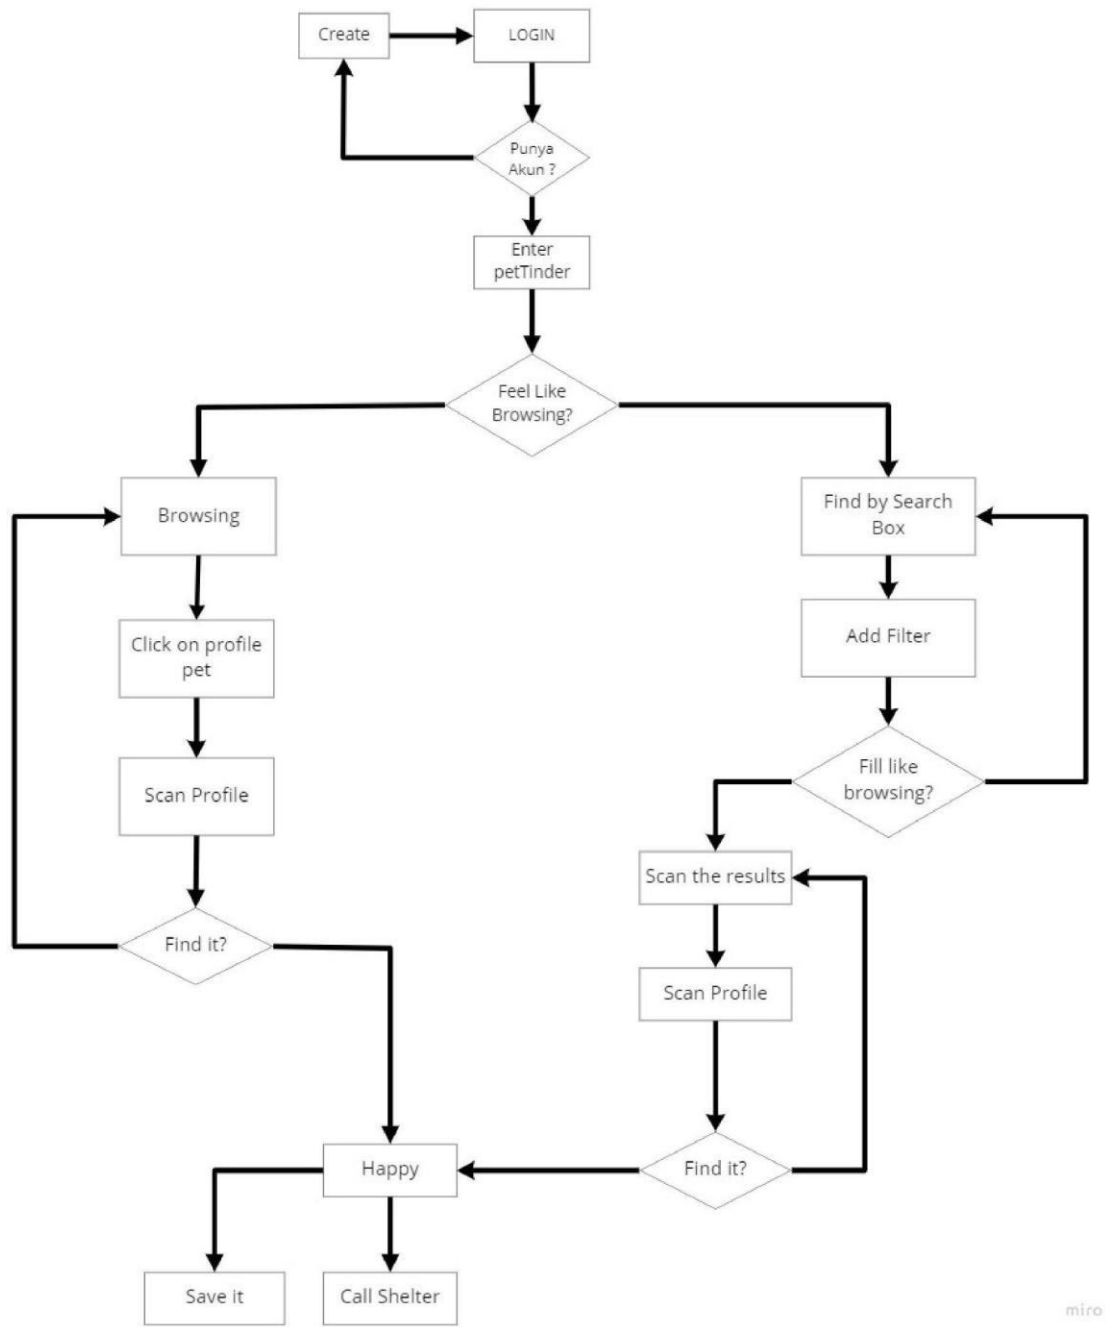 Create
LOGIN
Punya
Akun ?
Enter
petTinder
Feel Like
Browsing?
Browsing
Find by Search
Box
Click on profile
pet
Add Filter
Scan Profile
Fill like
browsing?
Scan the results
Find it?
Scan Profile
Happy
Find it?
Save it
Call Shelter
miro